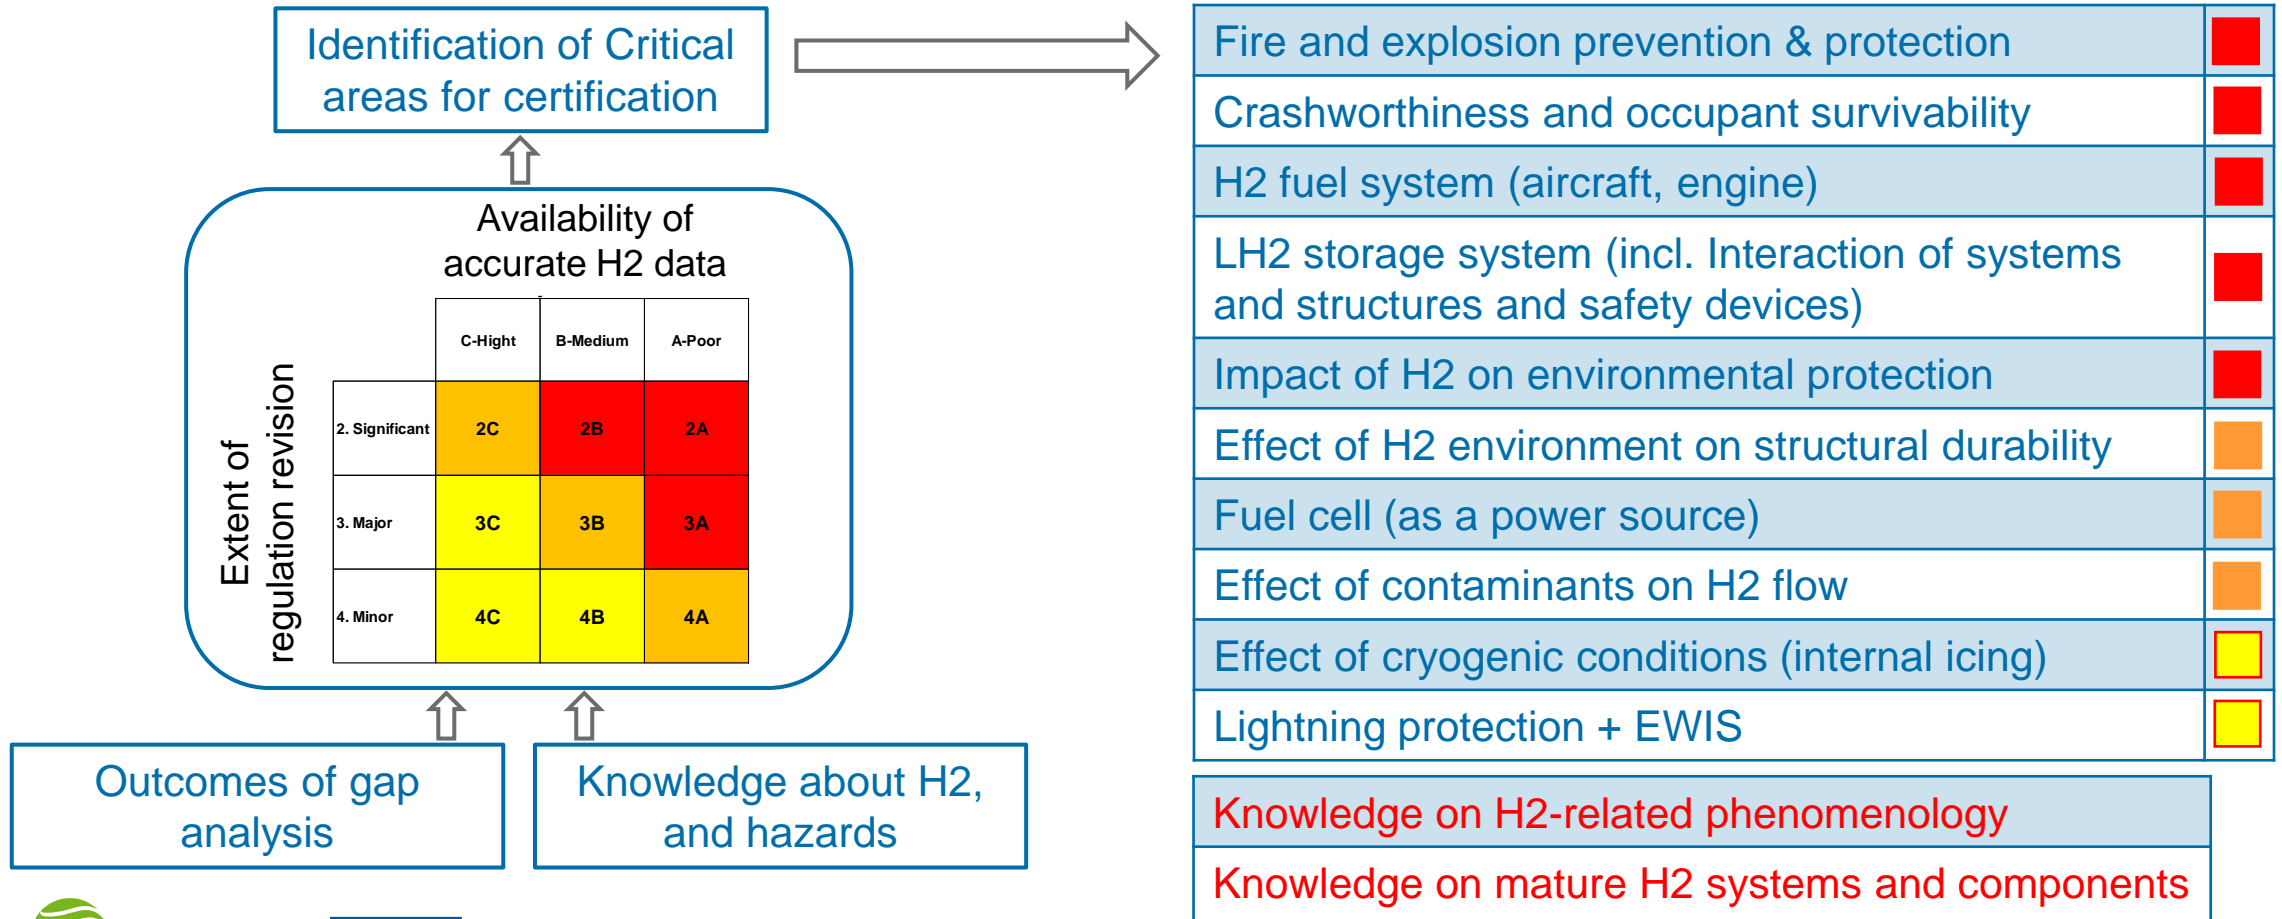 Identification of Critical
areas for certification
Availability of
accurate H2 data
C-Hight
B-Medium
A-Poor
Extent of
regulation revision
2. Significant
2C
2B
2A
3. Major
3C
3B
3A
4. Minor
4C
4B
4A
Outcomes of gap
analysis
Knowledge about H2,
and hazards
Fire and explosion prevention & protection
Crashworthiness and occupant survivability
H2 fuel system (aircraft, engine)
LH2 storage system (incl. Interaction of systems
and structures and safety devices)
Impact of H2 on environmental protection
Effect of H2 environment on structural durability
Fuel cell (as a power source)
Effect of contaminants on H2 flow
Effect of cryogenic conditions (internal icing)
Lightning protection + EWIS
Knowledge on H2-related phenomenology
Knowledge on mature H2 systems and components